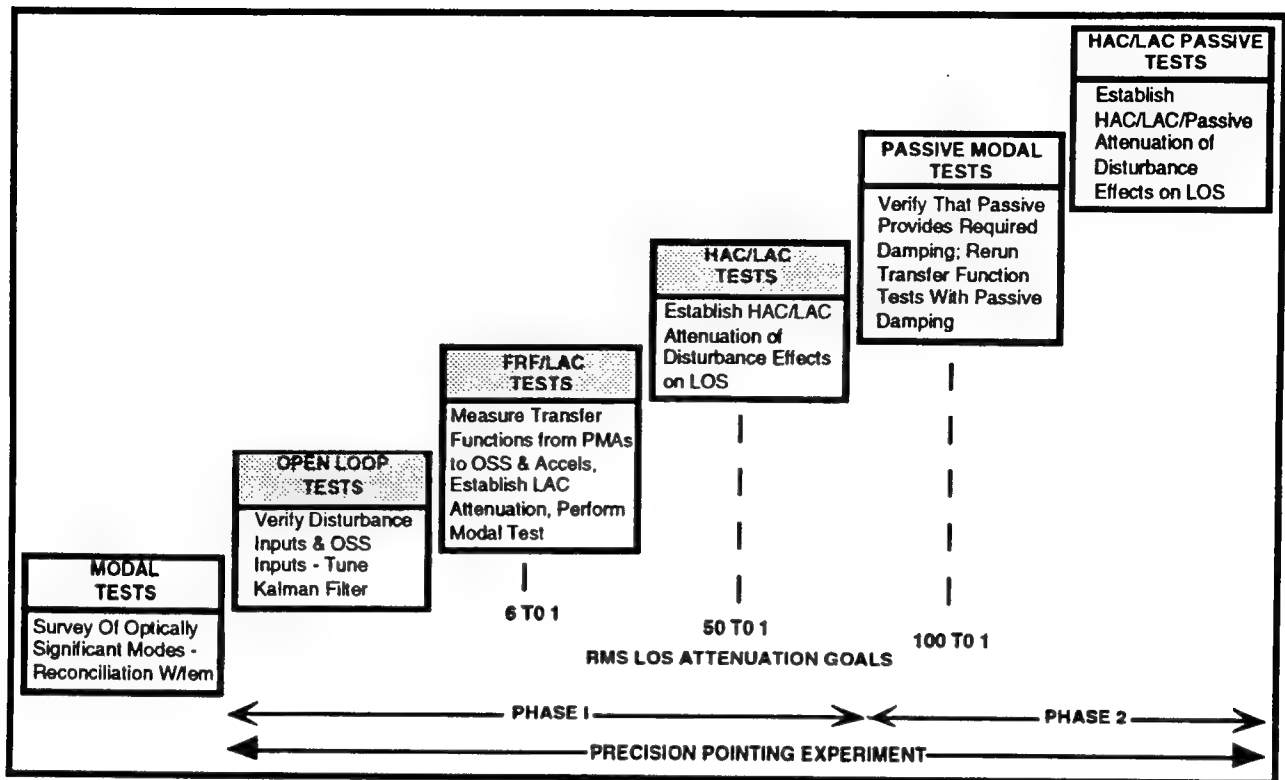 MODAL
TESTS
Survey Of Optically
Significant Modes -
Reconciliation W/fem
OPEN LOOP
TESTS
Verify Disturbance
Inputs & OSS
Inputs - Tune
Kalman Filter
FRF/LAC
TESTS
Measure Transfer
Functions from PMAs
to OSS & Accels,
Establish LAC
Attenuation, Perform
Modal Test
HAC/LAC
TESTS
Establish HAC/LAC
Attenuation of
Disturbance Effects
on LOS
PASSIVE MODAL
TESTS
Verify That Passive
Provides Required
Damping; Rerun
Transfer Function
Tests With Passive
Damping
HAC/LAC PASSIVE
TESTS
Establish
HAC/LAC/Passive
Attenuation of
Disturbance
Effects on LOS
6 T0 1
50 T0 1
100 T0 1
RMS LOS ATTENUATION GOALS
PHASE I
PHASE 2
PRECISION POINTING EXPERIMENT